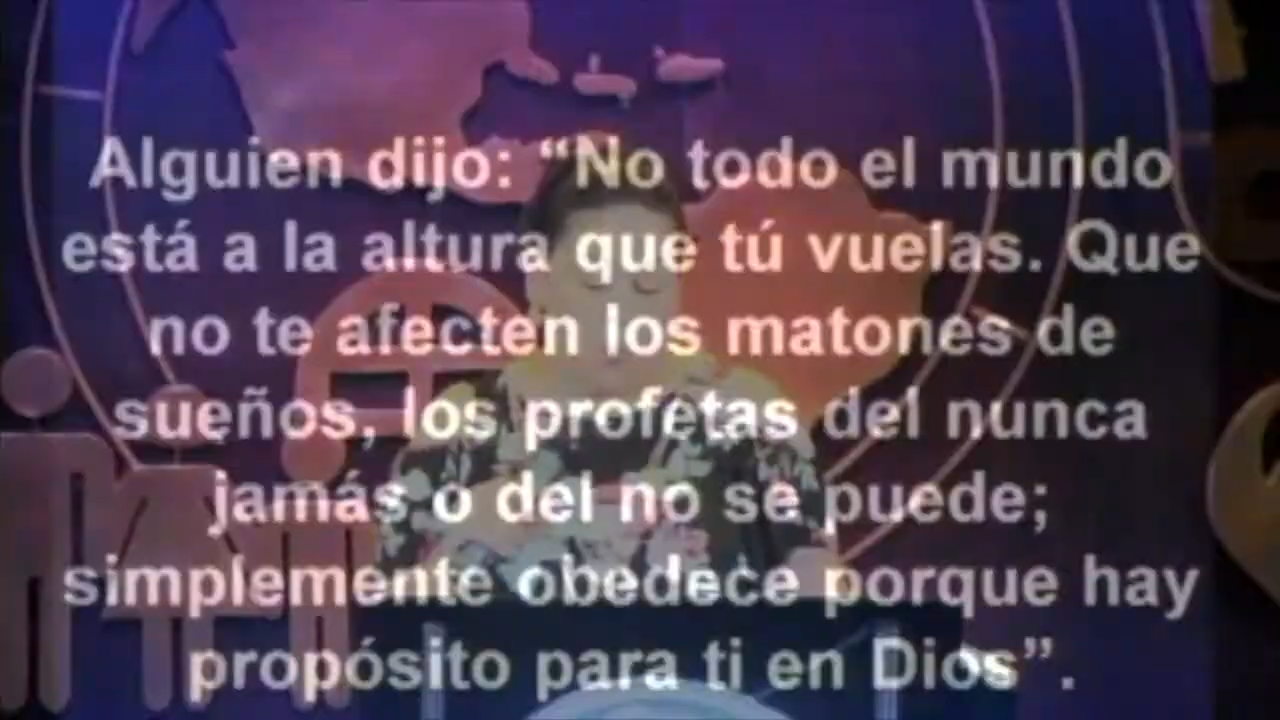 Alguien dijo: “No todo el mundo
está a la altura que tú vuelas. Que
no te afecten los matones de
sueños, los profetas del nunca
jamás o del no se puede;
simplemente obedece porque hay
propósito para ti en Dios”.